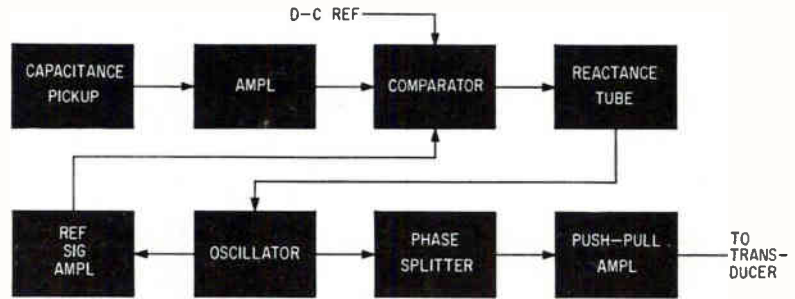 D-C REF
CAPACITANCE
PICKUP
AMPL
COMPARATOR
REACTANCE
TUBE
REF
SIG
AMPL
OSCILLATOR
PHASE
SPLITTER
PUSH-PULL
AMPL
TO
TRANS-
DUCER